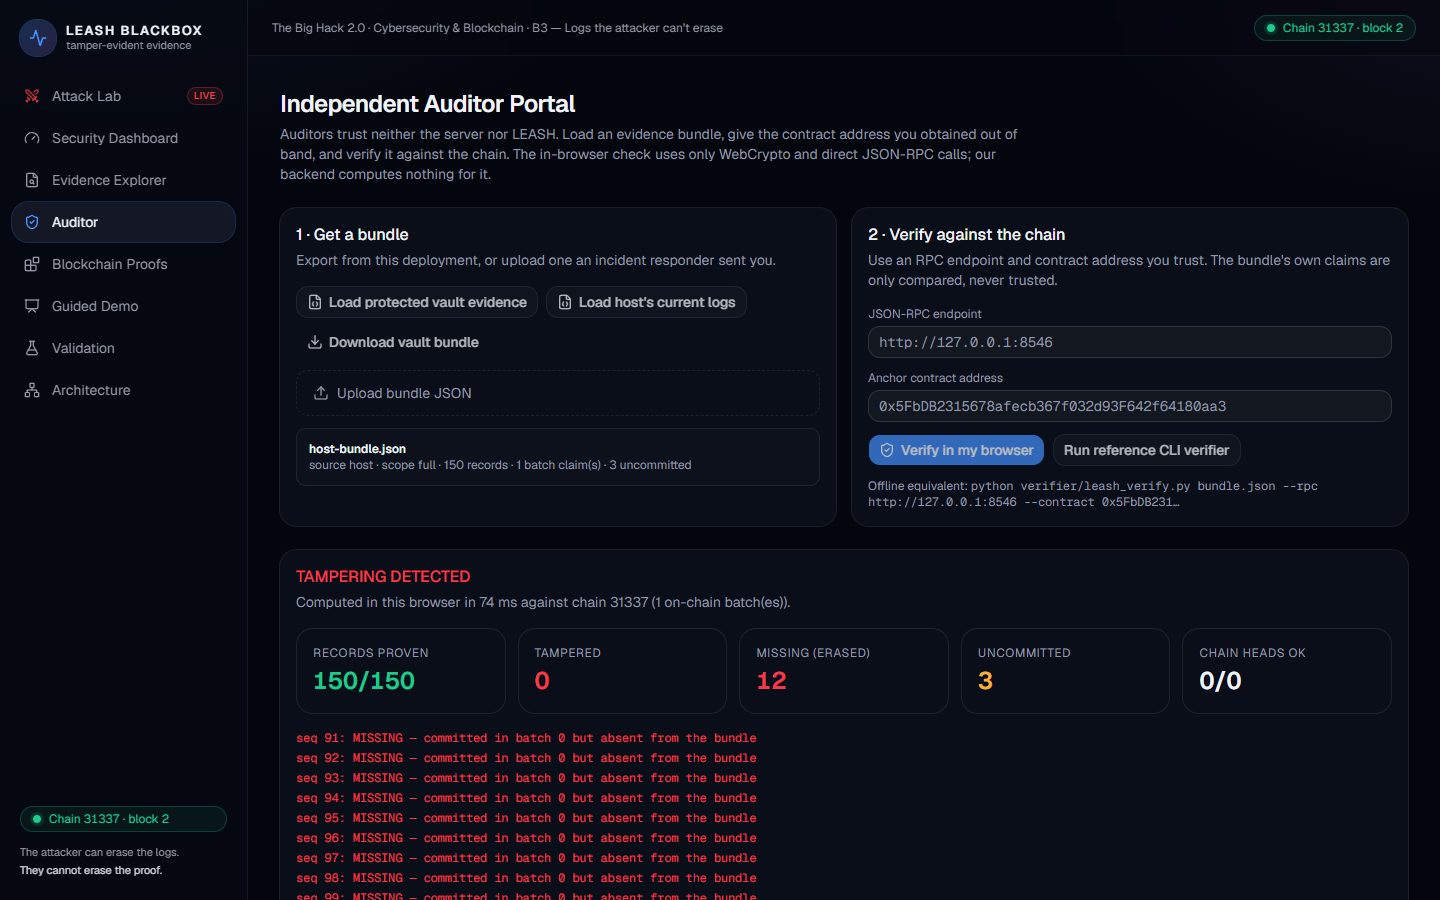 LEASH BLACKBOX
tamper-evident evidence
Attack Lab
LIVE
Security Dashboard
Evidence Explorer
Auditor
Blockchain Proofs
Guided Demo
Validation
Architecture
Chain 31337 · block 2
The attacker can erase the logs.
They cannot erase the proof.
The Big Hack 2.0 · Cybersecurity & Blockchain · B3 — Logs the attacker can't erase
Chain 31337 · block 2
Independent Auditor Portal
Auditors trust neither the server nor LEASH. Load an evidence bundle, give the contract address you obtained out of
band, and verify it against the chain. The in-browser check uses only WebCrypto and direct JSON-RPC calls; our
backend computes nothing for it.
1 · Get a bundle
Export from this deployment, or upload one an incident responder sent you.
Load protected vault evidence
Load host's current logs
Download vault bundle
Upload bundle JSON
host-bundle.json
source host · scope full · 150 records · 1 batch claim(s) · 3 uncommitted
2 · Verify against the chain
Use an RPC endpoint and contract address you trust. The bundle's own claims are
only compared, never trusted.
JSON-RPC endpoint
http://127.0.0.1:8546
Anchor contract address
0x5FbDB2315678afecb367f032d93F642f64180aa3
Verify in my browser
Run reference CLI verifier
Offline equivalent: python verifier/leash_verify.py bundle.json --rpc
http://127.0.0.1:8546 --contract 0x5FbDB231…
TAMPERING DETECTED
Computed in this browser in 74 ms against chain 31337 (1 on-chain batch(es)).
RECORDS PROVEN
150/150
TAMPERED
0
MISSING (ERASED)
12
UNCOMMITTED
3
CHAIN HEADS OK
0/0
seq 91: MISSING — committed in batch 0 but absent from the bundle
seq 92: MISSING — committed in batch 0 but absent from the bundle
seq 93: MISSING — committed in batch 0 but absent from the bundle
seq 94: MISSING — committed in batch 0 but absent from the bundle
seq 95: MISSING — committed in batch 0 but absent from the bundle
seq 96: MISSING — committed in batch 0 but absent from the bundle
seq 97: MISSING — committed in batch 0 but absent from the bundle
seq 98: MISSING — committed in batch 0 but absent from the bundle
seq 99: MISSING — committed in batch 0 but absent from the bundle